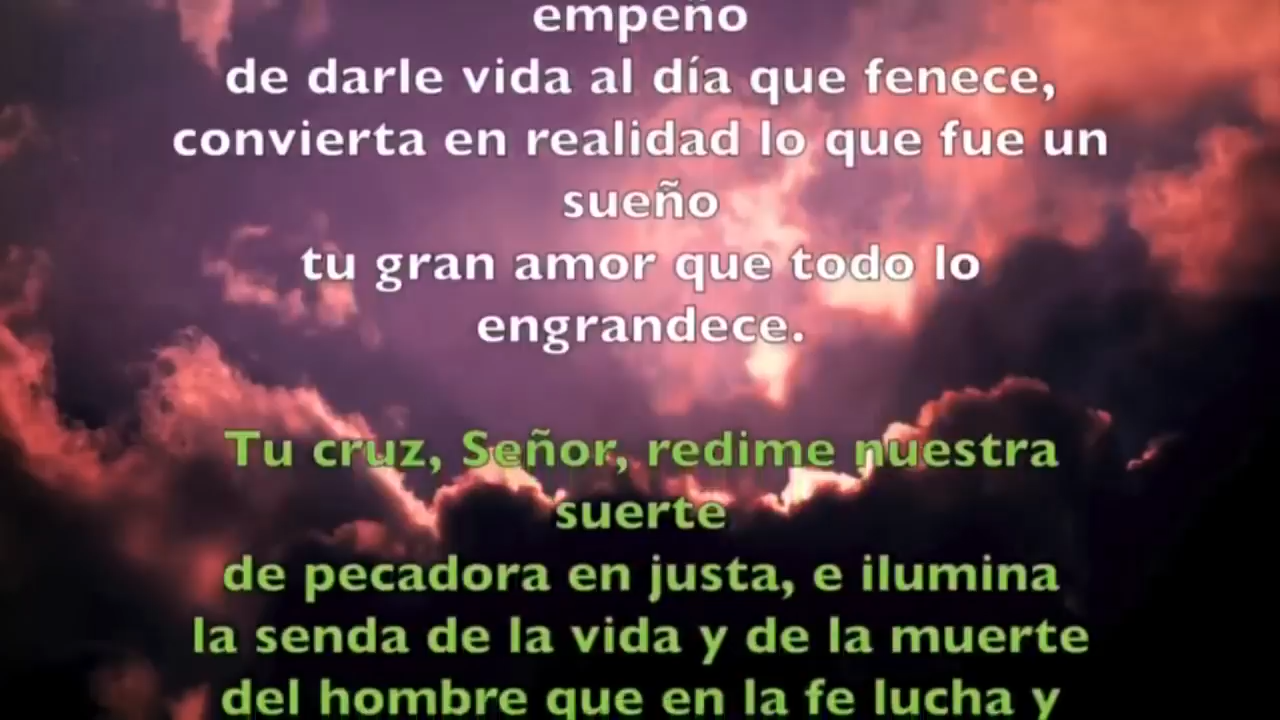 empeño
de darle vida al día que fenece,
convierta en realidad lo que fue un
sueño
tu gran amor que todo lo
engrandece.
Tu cruz, Señor, redime nuestra
suerte
de pecadora en justa, e ilumina
la senda de la vida y de la muerte
del hombre que en la fe lucha y